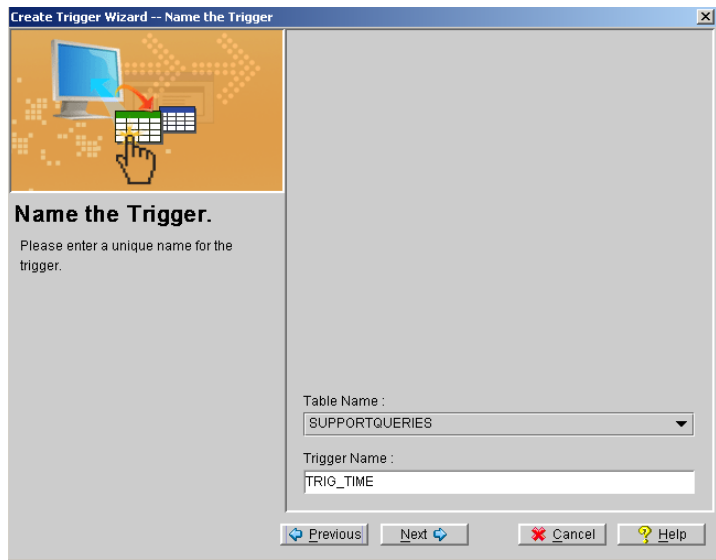 Create Trigger Wizard -- Name the Trigger
Name the Trigger.
Please enter a unique name for the
trigger.
Table Name :
SUPPORTQUERIES
Trigger Name :
TRIG_TIME
Previous
Next
Cancel
Help